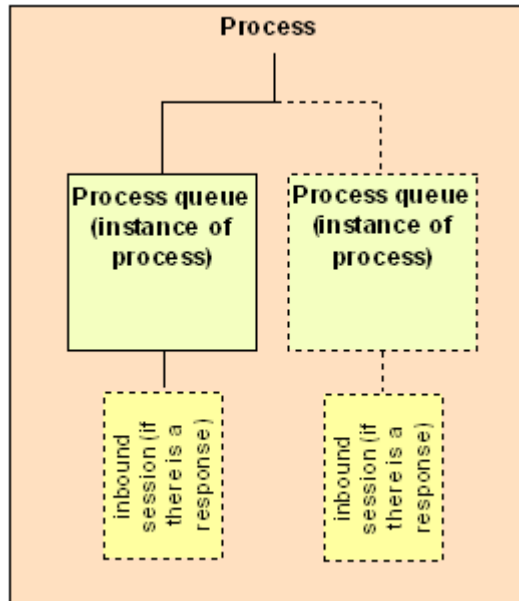 Process
Process queue
(instance of
process)
Process queue
(instance of
process)
inbound
session (if
there is a
response)
inbound
session (if
there is a
response)